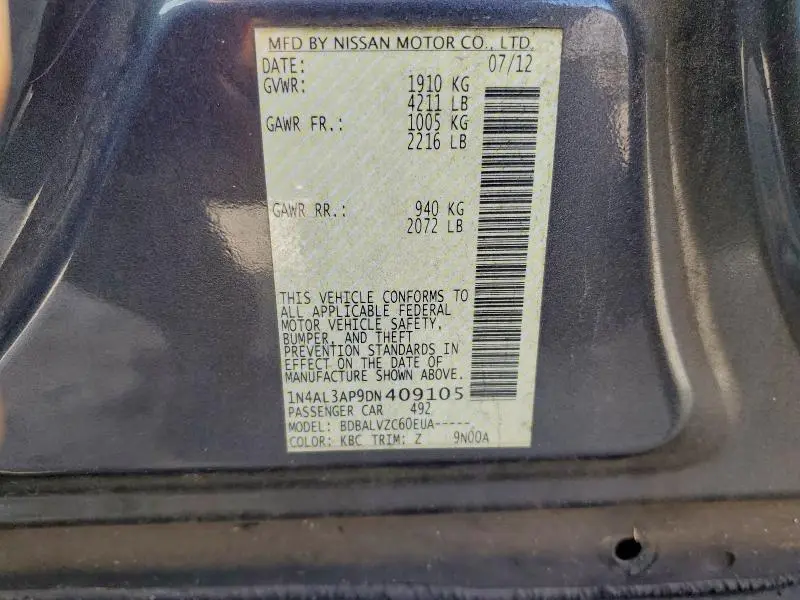 MFD BY NISSAN MOTOR CO., LTD.
DATE: 07/12
GVWR: 1910 KG
4211 LB
GAWR FR.: 1005 KG
2216 LB
GAWR RR.: 940 KG
2072 LB
THIS VEHICLE CONFORMS TO
ALL APPLICABLE FEDERAL
MOTOR VEHICLE SAFETY,
BUMPER, AND THEFT
PREVENTION STANDARDS IN
EFFECT ON THE DATE OF
MANUFACTURE SHOWN ABOVE.
1N4AL3AP9DN409105
PASSENGER CAR 492
MODEL: BDBALVZC60EUA-----
COLOR: KBC TRIM: Z 9N00A